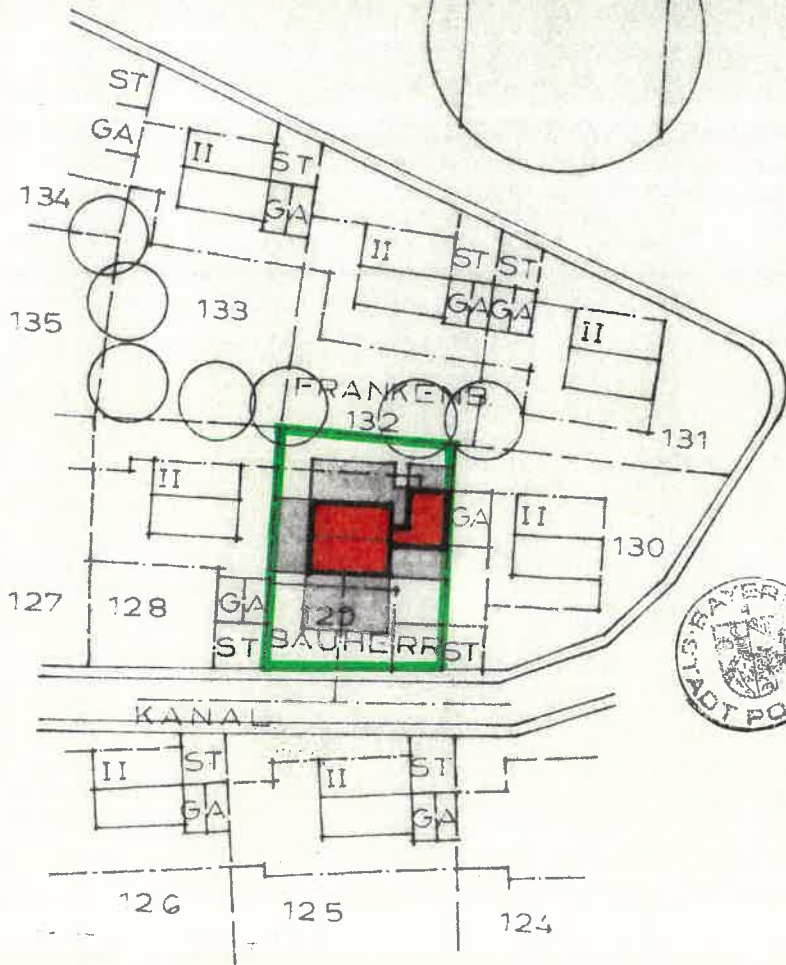 ST
GA
II
ST
GA
134
II
ST
ST
GA
GA
II
135
133
FRANKENB.
132
131
II
GA
II
130
127
128
GA
ST
BAUHERR
ST
KANAL
II
ST
GA
II
ST
GA
126
125
124